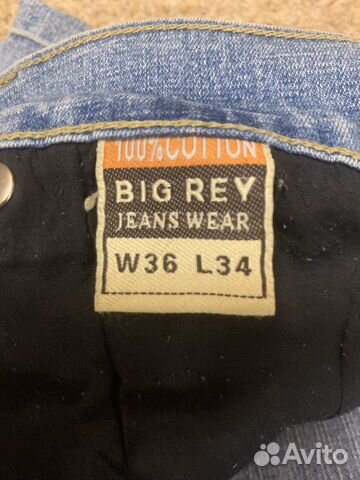 100% COTTON
BIG REY
JEANS WEAR
W36 L34
Avito